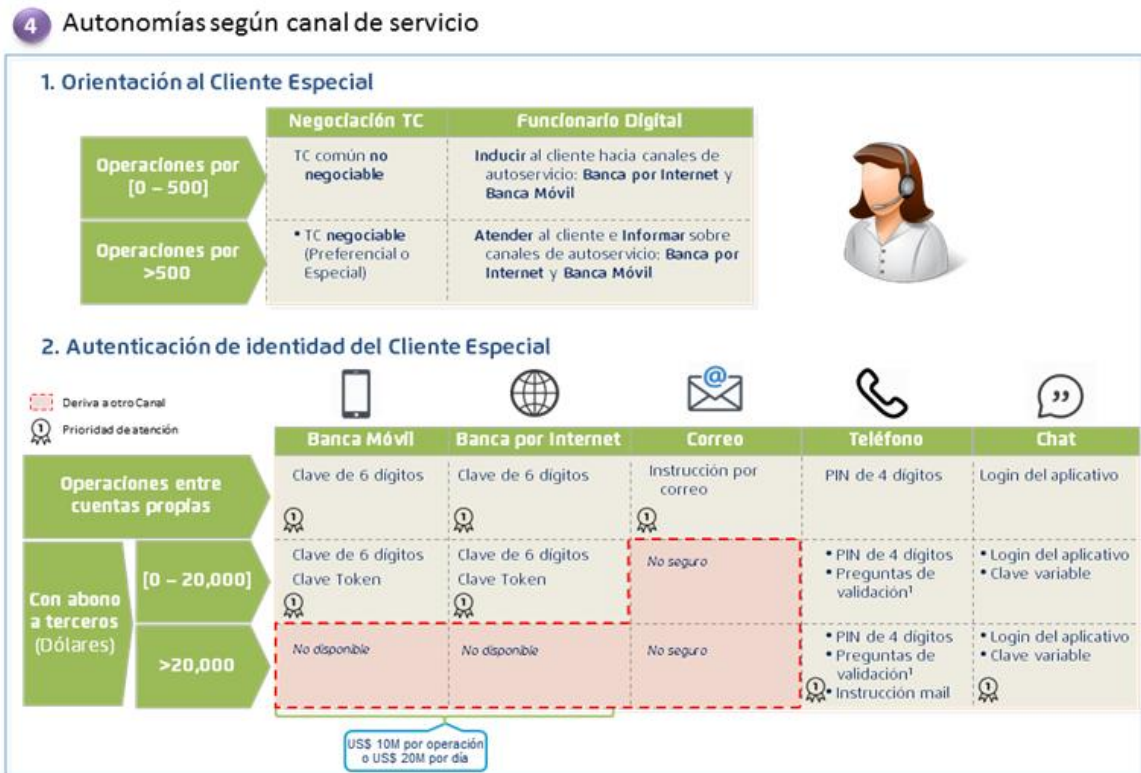 4 Autonomías según canal de servicio
1. Orientación al Cliente Especial
Negociación TC
Funcionario Digital
Operaciones por
[0 – 500]
TC común no
negociable
Inducir al cliente hacia canales de
autoservicio: Banca por Internet y
Banca Móvil
Operaciones por
>500
• TC negociable
(Preferencial o
Especial)
Atender al cliente e Informar sobre
canales de autoservicio: Banca por
Internet y Banca Móvil
2. Autenticación de identidad del Cliente Especial
Deriva a otro Canal
1 Prioridad de atención
@
Banca Móvil
Banca por Internet
Correo
Teléfono
Chat
Operaciones entre
cuentas propias
Clave de 6 dígitos
1
Clave de 6 dígitos
1
Instrucción por
correo
1
PIN de 4 dígitos
Login del aplicativo
Con abono
a terceros
(Dólares)
[0 – 20,000]
Clave de 6 dígitos
Clave Token
1
Clave de 6 dígitos
Clave Token
1
No seguro
• PIN de 4 dígitos
• Preguntas de
validación¹
• Login del aplicativo
• Clave variable
>20,000
No disponible
No disponible
No seguro
• PIN de 4 dígitos
• Preguntas de
validación¹
1 • Instrucción mail
• Login del aplicativo
• Clave variable
1
US$ 10M por operación
o US$ 20M por día